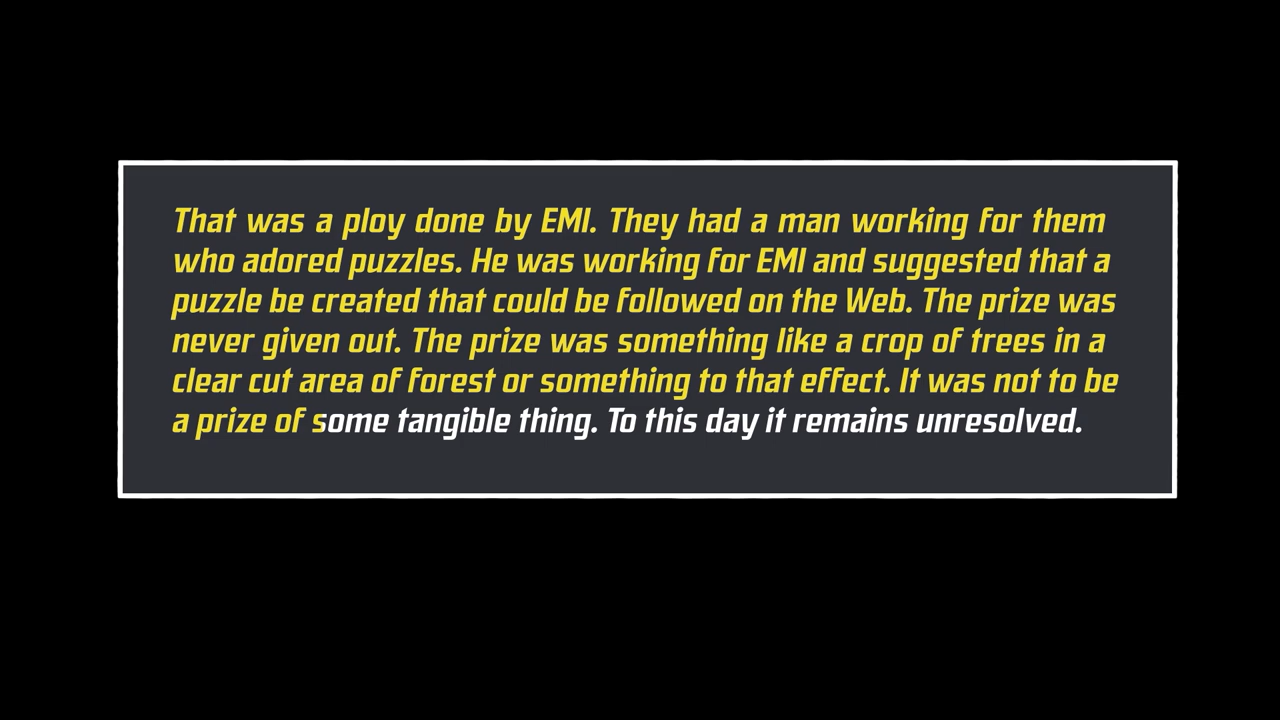 That was a ploy done by EMI. They had a man working for them
who adored puzzles. He was working for EMI and suggested that a
puzzle be created that could be followed on the Web. The prize was
never given out. The prize was something like a crop of trees in a
clear cut area of forest or something to that effect. It was not to be
a prize of some tangible thing. To this day it remains unresolved.